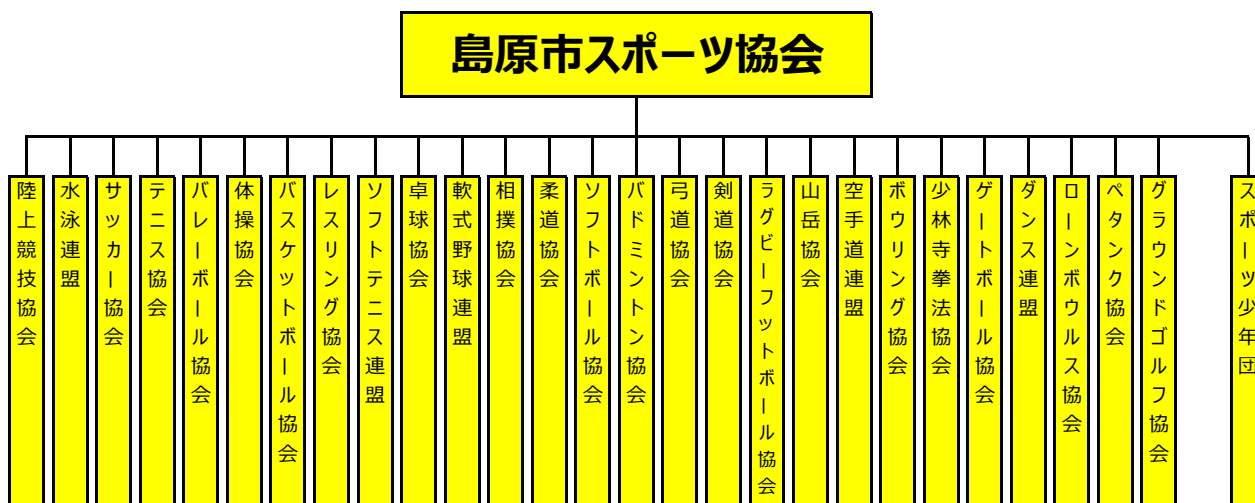 島原市スポーツ協会
陸上競技協会
水泳連盟
サッカー協会
テニス協会
バレーボール協会
体操協会
バスケットボール協会
レスリング協会
ソフトテニス連盟
卓球協会
軟式野球連盟
相撲協会
柔道協会
ソフトボール協会
バドミントン協会
弓道協会
剣道協会
ラグビーフットボール協会
山岳協会
空手道連盟
ボウリング協会
少林寺拳法協会
ゲートボール協会
ダンス連盟
ローンボウルス協会
ペタンク協会
グラウンドゴルフ協会
スポーツ少年団